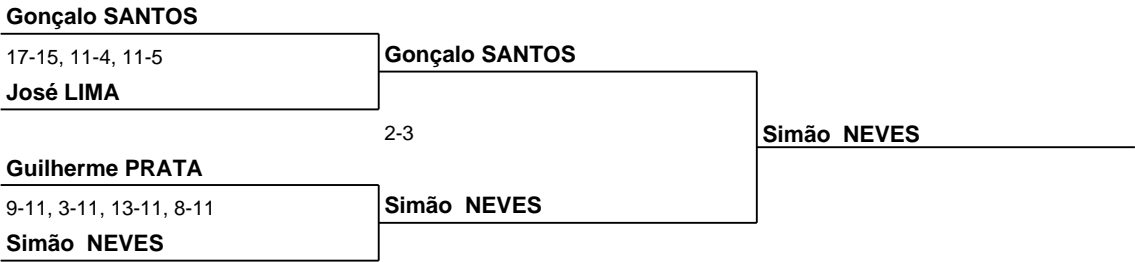 Gonçalo SANTOS
17-15, 11-4, 11-5
Gonçalo SANTOS
José LIMA
2-3
Simão NEVES
Guilherme PRATA
9-11, 3-11, 13-11, 8-11
Simão NEVES
Simão NEVES